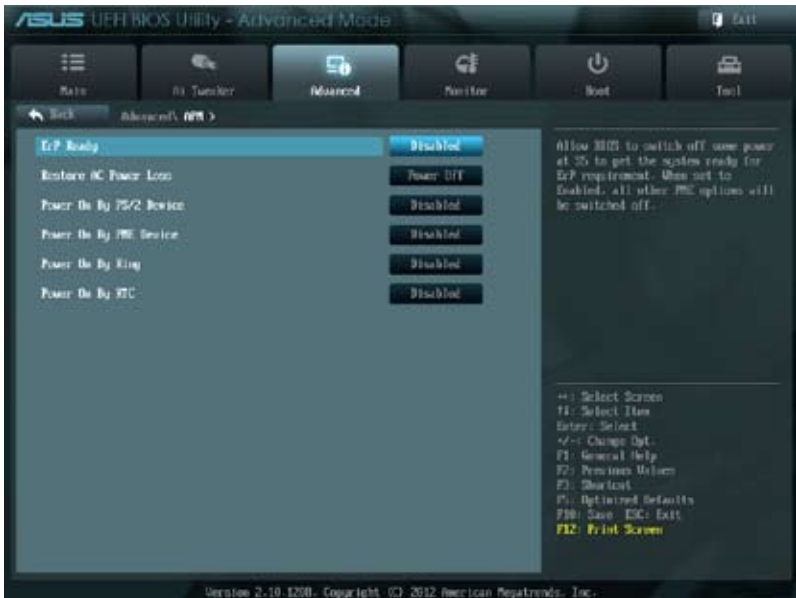 ASUS UEFI BIOS Utility - Advanced Mode
Exit
Main
Ai Tweaker
Advanced
Monitor
Boot
Tool
Back
Advanced\ APM >
ErP Ready
Disabled
Restore AC Power Loss
Power Off
Power On By PS/2 Device
Disabled
Power On By PME Device
Disabled
Power On By Ring
Disabled
Power On By RTC
Disabled
Allow BIOS to switch off some power
at S5 to get the system ready for
ErP requirement. When set to
Enabled, all other PME options will
be switched off.
→←: Select Screen
↑↓: Select Item
Enter: Select
+/-: Change Opt.
F1: General Help
F2: Previous Values
F3: Shortcut
F5: Optimized Defaults
F10: Save ESC: Exit
F12: Print Screen
Version 2.10.1208. Copyright (C) 2012 American Megatrends, Inc.